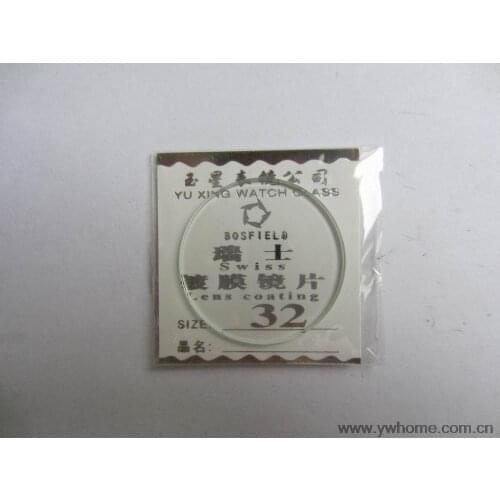 玉星表镜公司
YU XING WATCH GLASS
BOSFIELD
瑞士
Swiss
镀膜镜片
Lens coating
SIZE: 32
品名:
www.ywhome.com.cn